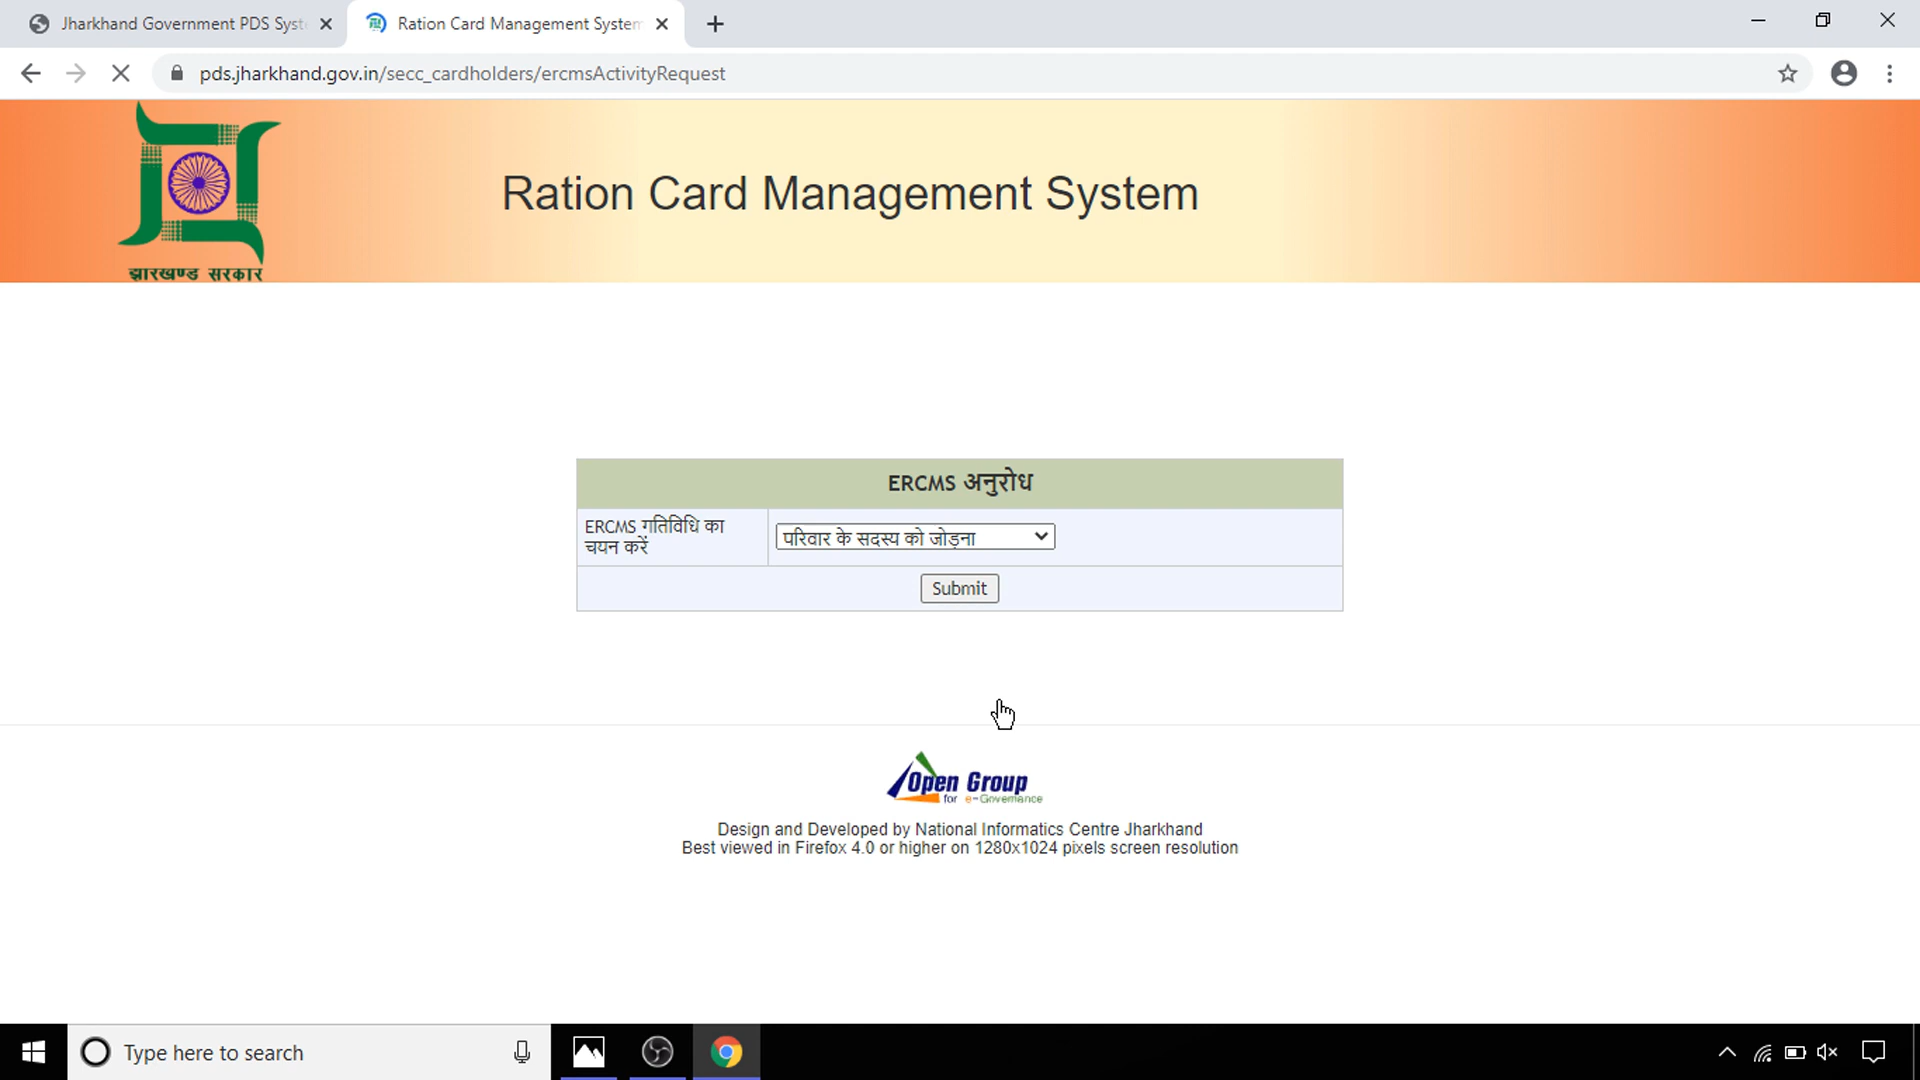 Jharkhand Government PDS Syst
Ration Card Management System
pds.jharkhand.gov.in/secc_cardholders/ercmsActivityRequest
झारखण्ड सरकार
Ration Card Management System
ERCMS अनुरोध
ERCMS गतिविधि का
चयन करें
परिवार के सदस्य को जोड़ना
Submit
Open Group
for e-Governance
Design and Developed by National Informatics Centre Jharkhand
Best viewed in Firefox 4.0 or higher on 1280x1024 pixels screen resolution
Type here to search